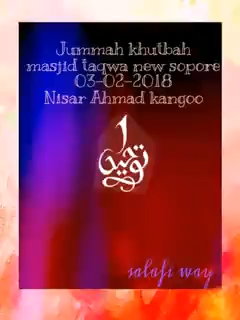 Jummah khutbah
masjid taqwa new sopore
03-02-2018
Nisar Ahmad kangoo
salafi way